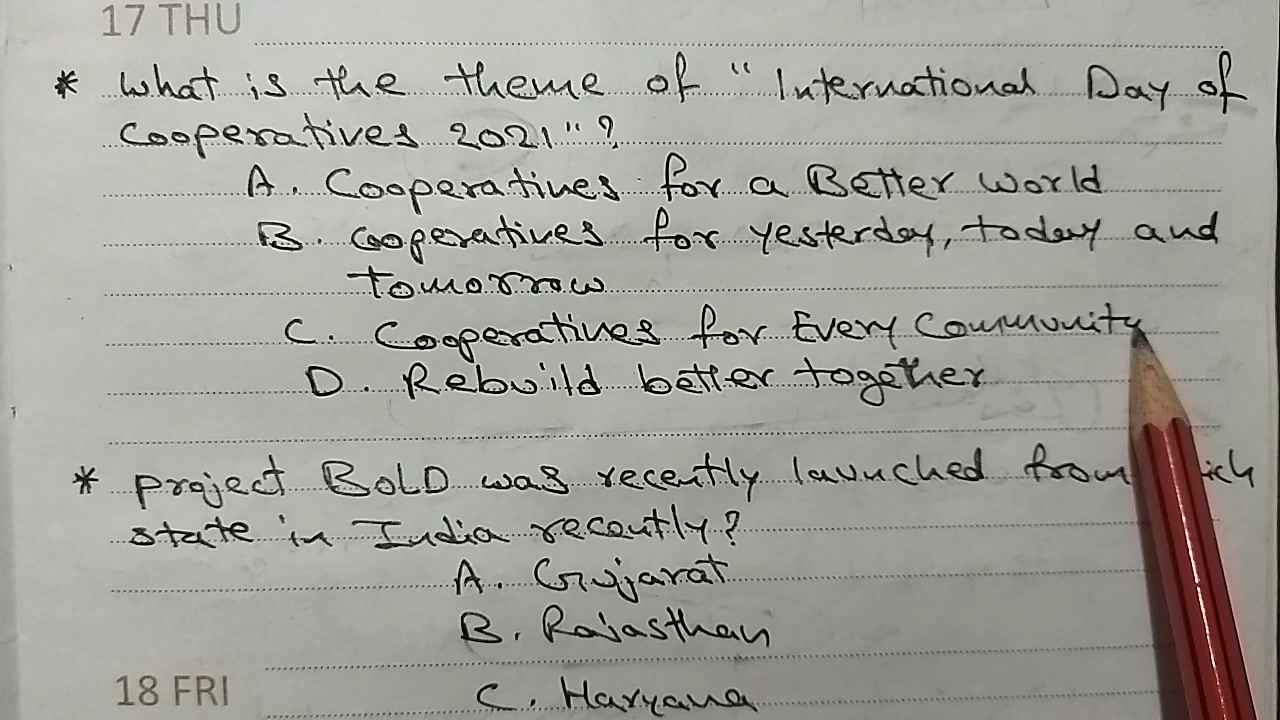 17 THU
* What is the theme of "International Day of
Cooperatives 2021"?
A. Cooperatives for a Better World
B. Cooperatives for yesterday, today and
tomorrow
C. Cooperatives for Every Community
D. Rebuild better together
* project BOLD was recently launched from ich
state in India recently?
A. Gujarat
B. Rajasthan
18 FRI
C. Haryana